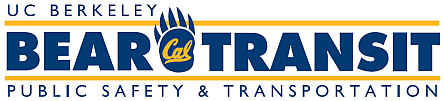 UC BERKELEY
BEAR Cal TRANSIT
PUBLIC SAFETY & TRANSPORTATION